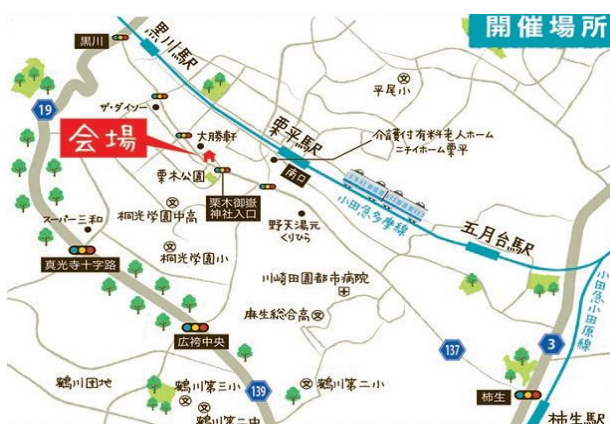 開催場所
黒川
黒川駅
平尾小
19
ザ・ダイソー
会場
大勝軒
栗平駅
介護付有料老人ホーム
ニチイホーム栗平
栗木公園
南口
栗木御嶽
神社入口
小田急多摩線
桐光学園中高
野天湯元
くりひら
スーパー三和
五月台駅
桐光学園小
真光寺十字路
川崎田園都市病院
小田急小田原線
麻生総合高
広袴中央
137
3
鶴川団地
鶴川第三小
139
鶴川第二小
柿生
鶴川第二中
柿生駅